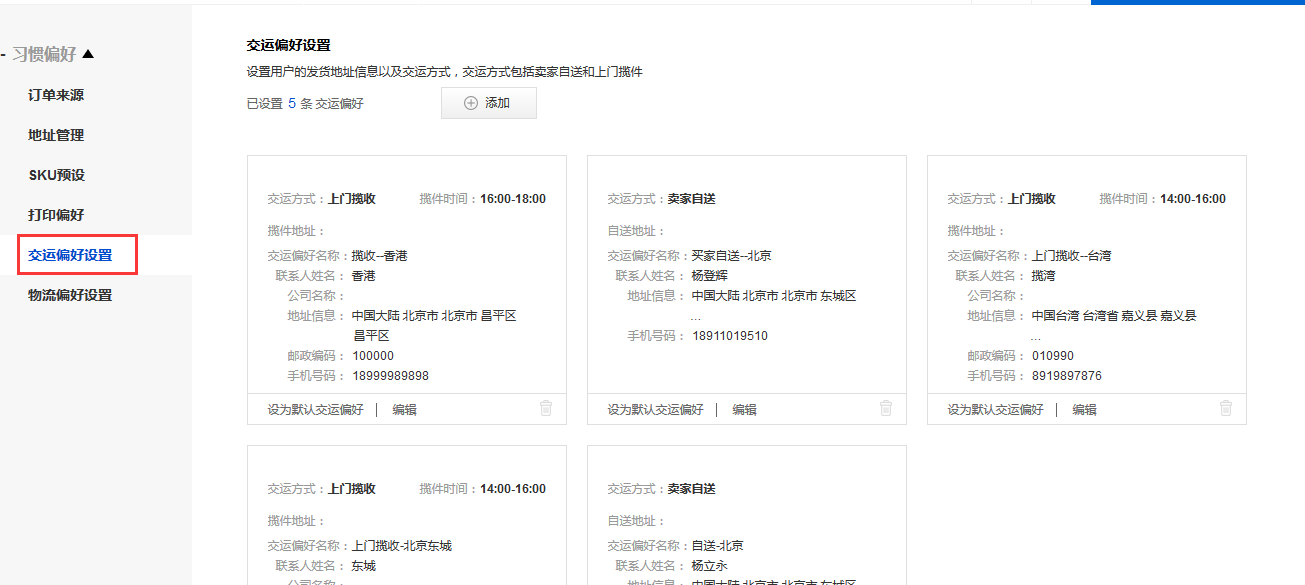 - 习惯偏好 ▲
订单来源
地址管理
SKU预设
打印偏好
交运偏好设置
物流偏好设置
交运偏好设置
设置用户的发货地址信息以及交运方式，交运方式包括卖家自送和上门揽件
已设置 5 条 交运偏好
添加
交运方式：上门揽收 揽件时间：16:00-18:00
揽件地址：
交运偏好名称：揽收--香港
联系人姓名：香港
公司名称：
地址信息：中国大陆 北京市 北京市 昌平区
昌平区
邮政编码：100000
手机号码：18999989898
设为默认交运偏好 | 编辑
交运方式：卖家自送
自送地址：
交运偏好名称：买家自送--北京
联系人姓名：杨登辉
地址信息：中国大陆 北京市 北京市 东城区
...
手机号码：18911019510
设为默认交运偏好 | 编辑
交运方式：上门揽收 揽件时间：14:00-16:00
揽件地址：
交运偏好名称：上门揽收--台湾
联系人姓名：揽湾
公司名称：
地址信息：中国台湾 台湾省 嘉义县 嘉义县
...
邮政编码：010990
手机号码：8919897876
设为默认交运偏好 | 编辑
交运方式：上门揽收 揽件时间：14:00-16:00
揽件地址：
交运偏好名称：上门揽收-北京东城
联系人姓名：东城
公司名称：
交运方式：卖家自送
自送地址：
交运偏好名称：自送-北京
联系人姓名：杨立永
地址信息：中国大陆 北京市 北京市 东城区